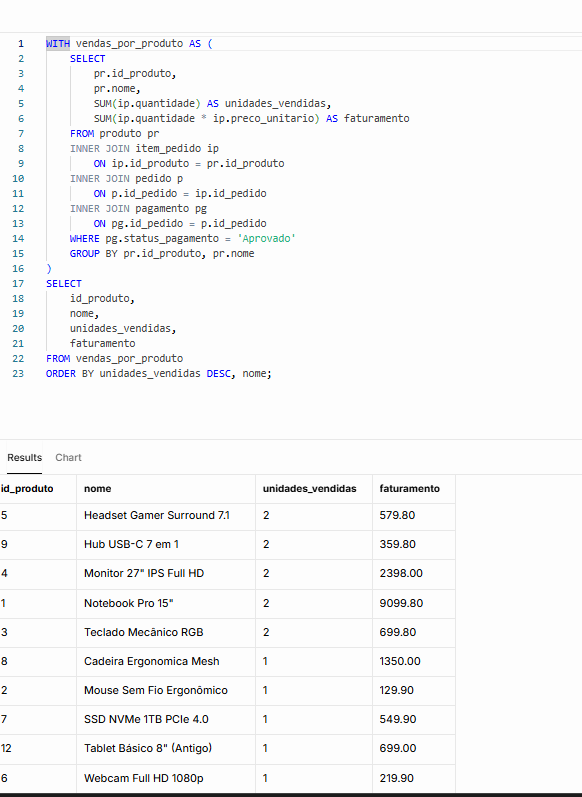 1 WITH vendas_por_produto AS (
2 SELECT
3 pr.id_produto,
4 pr.nome,
5 SUM(ip.quantidade) AS unidades_vendidas,
6 SUM(ip.quantidade * ip.preco_unitario) AS faturamento
7 FROM produto pr
8 INNER JOIN item_pedido ip
9 ON ip.id_produto = pr.id_produto
10 INNER JOIN pedido p
11 ON p.id_pedido = ip.id_pedido
12 INNER JOIN pagamento pg
13 ON pg.id_pedido = p.id_pedido
14 WHERE pg.status_pagamento = 'Aprovado'
15 GROUP BY pr.id_produto, pr.nome
16 )
17 SELECT
18 id_produto,
19 nome,
20 unidades_vendidas,
21 faturamento
22 FROM vendas_por_produto
23 ORDER BY unidades_vendidas DESC, nome;
Results Chart
id_produto nome unidades_vendidas faturamento
5 Headset Gamer Surround 7.1 2 579.80
9 Hub USB-C 7 em 1 2 359.80
4 Monitor 27" IPS Full HD 2 2398.00
1 Notebook Pro 15" 2 9099.80
3 Teclado Mecânico RGB 2 699.80
8 Cadeira Ergonomica Mesh 1 1350.00
2 Mouse Sem Fio Ergonômico 1 129.90
7 SSD NVMe 1TB PCIe 4.0 1 549.90
12 Tablet Básico 8" (Antigo) 1 699.00
6 Webcam Full HD 1080p 1 219.90